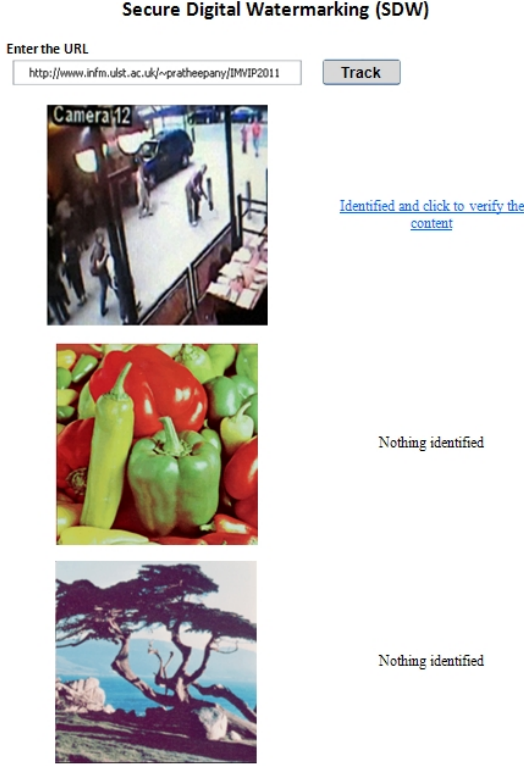 Secure Digital Watermarking (SDW)
Enter the URL
http://www.infm.ulst.ac.uk/~pratheepany/IMVIP2011
Track
Camera 12
Identified and click to verify the
content
Nothing identified
Nothing identified